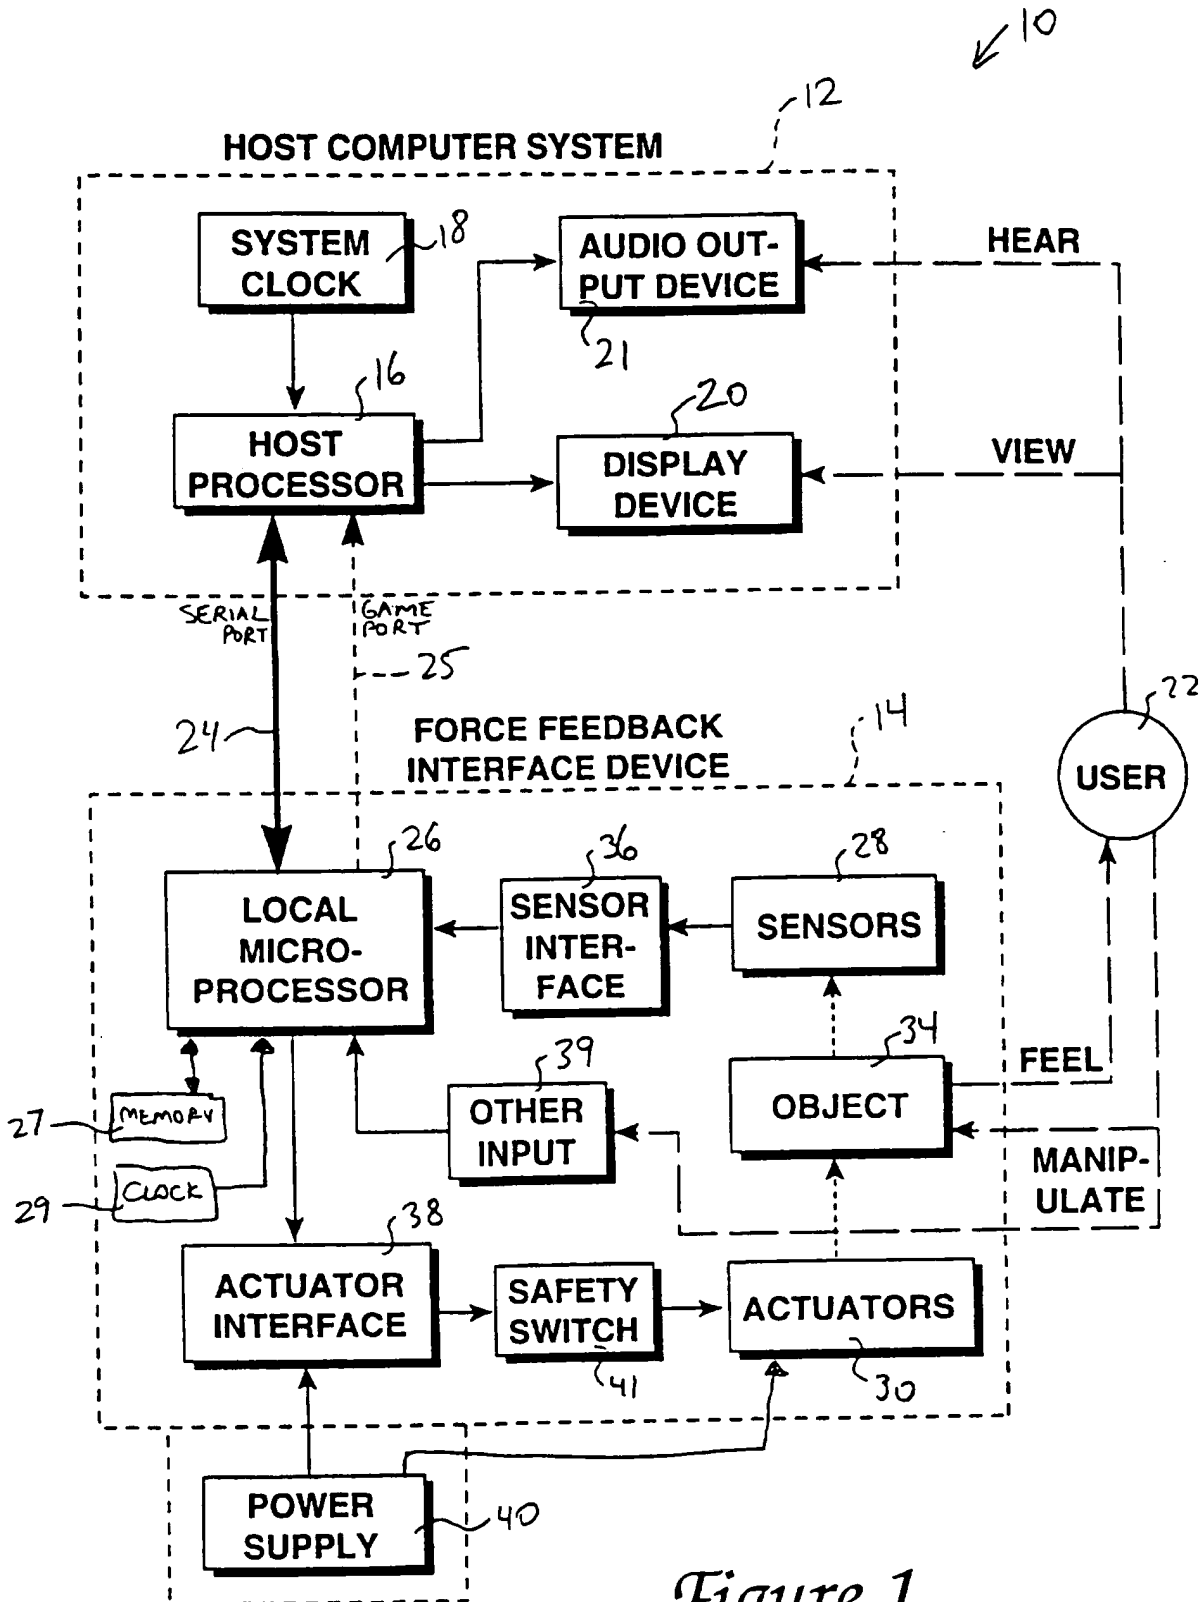 10
12
HOST COMPUTER SYSTEM
SYSTEM
CLOCK
18
AUDIO OUT-
PUT DEVICE
21
HEAR
16
HOST
PROCESSOR
20
DISPLAY
DEVICE
VIEW
SERIAL
PORT
GAME
PORT
25
24
FORCE FEEDBACK
INTERFACE DEVICE
14
22
USER
26
LOCAL
MICRO-
PROCESSOR
36
SENSOR
INTER-
FACE
28
SENSORS
34
OBJECT
FEEL
39
OTHER
INPUT
MANIP-
ULATE
27
MEMORY
29
CLOCK
38
ACTUATOR
INTERFACE
SAFETY
SWITCH
41
ACTUATORS
30
POWER
SUPPLY
40
Figure 1